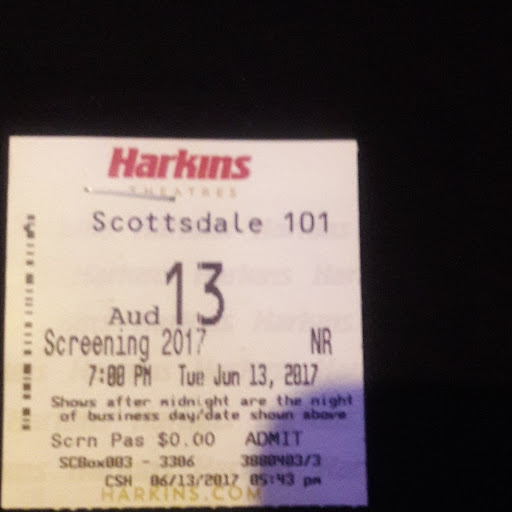 Harkins
THEATRES
Scottsdale 101
Aud 13
Screening 2017 NR
7:00 PM Tue Jun 13, 2017
Shows after midnight are the night
of business day/date shown above
Scrn Pas $0.00 ADMIT
SCBox003 - 3306 3880403/3
CSH 06/13/2017 05:43 pm
HARKINS.COM